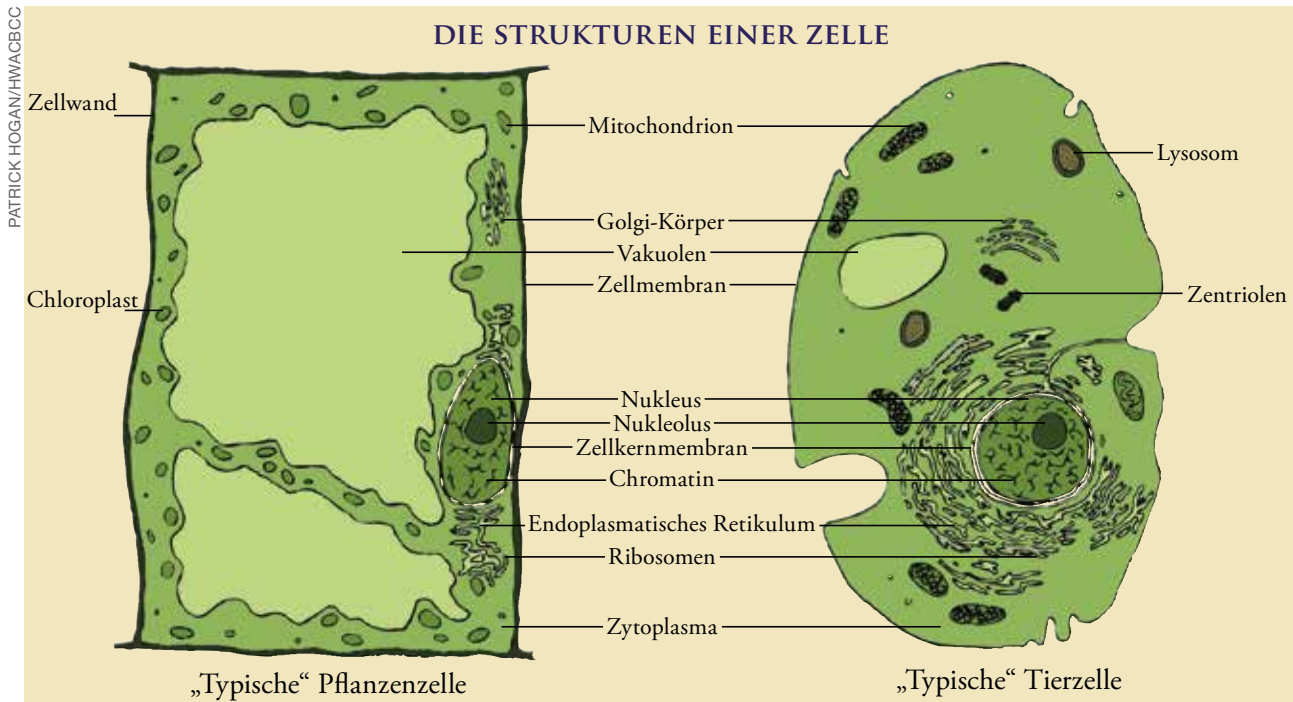 PATRICK HOGAN/HWACBCC
DIE STRUKTUREN EINER ZELLE
Zellwand
Chloroplast
Mitochondrion
Golgi-Körper
Vakuolen
Zellmembran
Nukleus
Nukleolus
Zellkernmembran
Chromatin
Endoplasmatisches Retikulum
Ribosomen
Zytoplasma
Lysosom
Zentriolen
„Typische“ Pflanzenzelle
„Typische“ Tierzelle